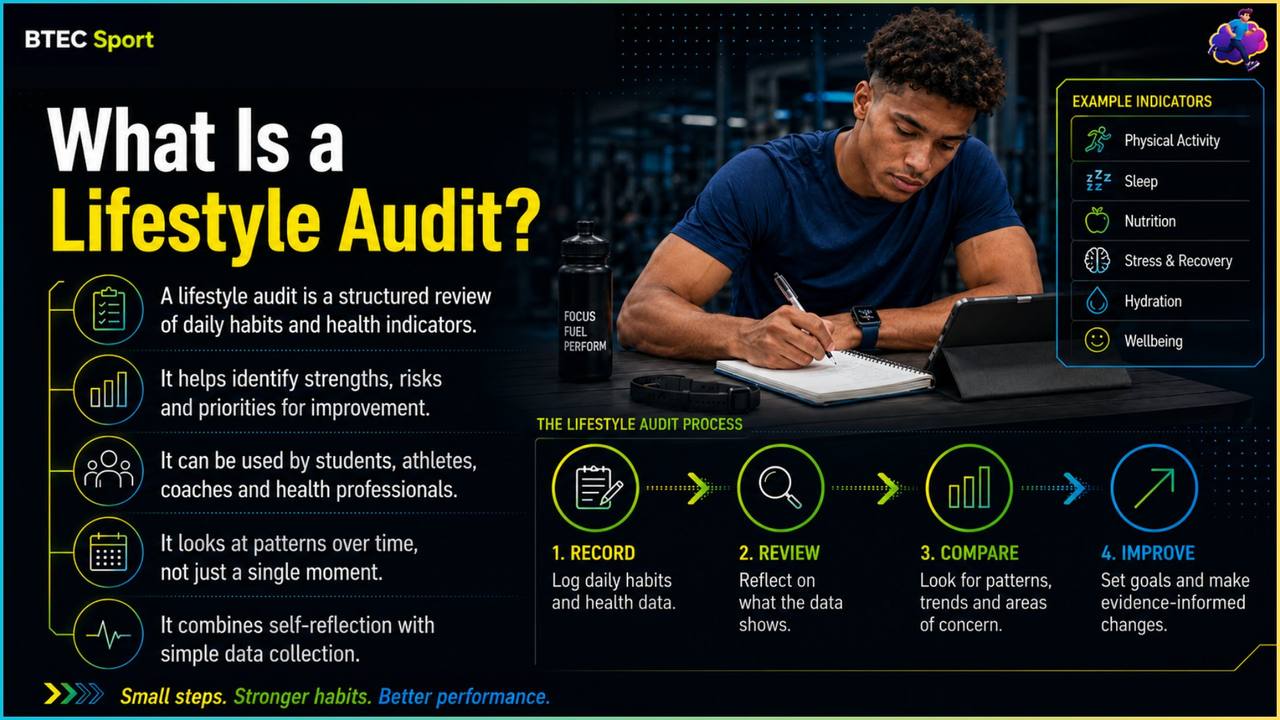 BTEC Sport
What Is a
Lifestyle Audit?
A lifestyle audit is a structured review
of daily habits and health indicators.
It helps identify strengths, risks
and priorities for improvement.
It can be used by students, athletes,
coaches and health professionals.
It looks at patterns over time,
not just a single moment.
It combines self-reflection with
simple data collection.
Small steps. Stronger habits. Better performance.
FOCUS
FUEL
PERFORM
EXAMPLE INDICATORS
Physical Activity
zzz
zz
Sleep
Nutrition
Stress & Recovery
Hydration
Wellbeing
THE LIFESTYLE AUDIT PROCESS
1. RECORD
Log daily habits
and health data.
2. REVIEW
Reflect on
what the data
shows.
3. COMPARE
Look for patterns,
trends and areas
of concern.
4. IMPROVE
Set goals and make
evidence-informed
changes.